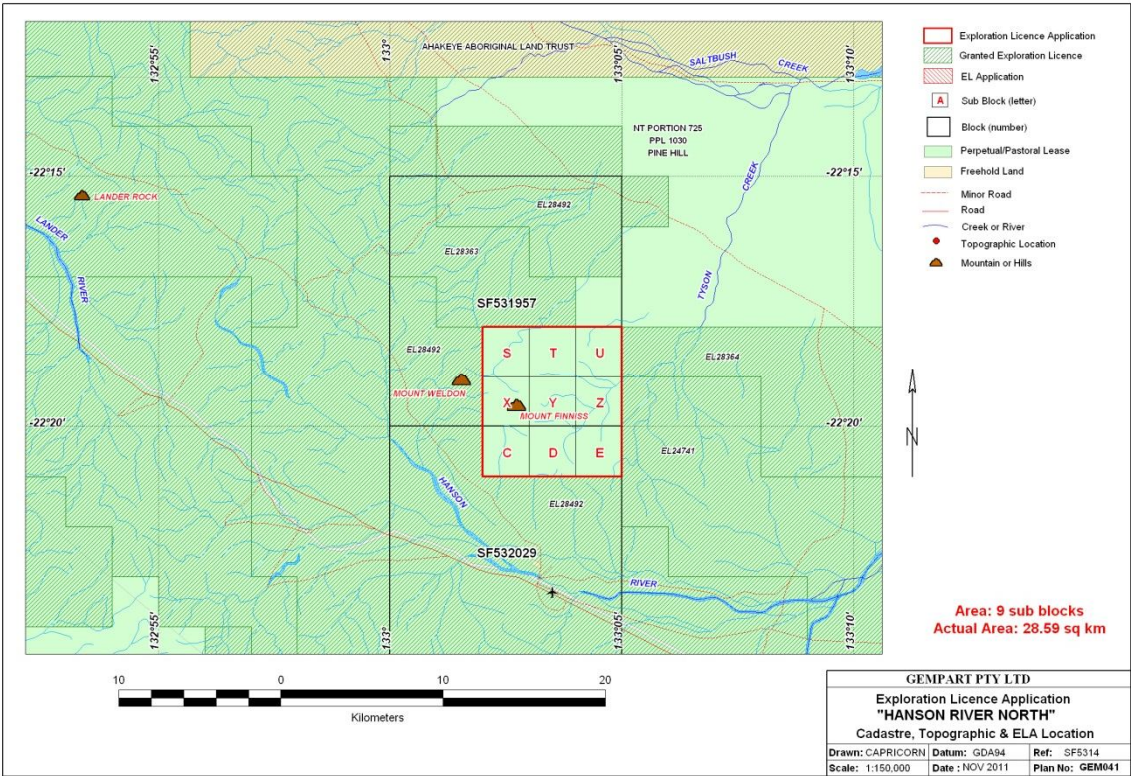 132°55'
133°
AHAKEYE ABORIGINAL LAND TRUST
133°05'
SALTBUSH
CREEK
133°10'
NT PORTION 725
PPL 1030
PINE HILL
-22°15'
-22°15'
LANDER ROCK
CREEK
EL28492
LANDER
EL28363
RIVER
TYSON
SF531957
S
T
U
EL28492
EL28364
MOUNT WELDON
X
Y
Z
MOUNT FINNISS
-22°20'
-22°20'
C
D
E
EL24741
HANSON
EL28492
SF532029
RIVER
132°55'
133°
133°05'
133°10'
Exploration Licence Application
Granted Exploration Licence
EL Application
A
Sub Block (letter)
Block (number)
Perpetual/Pastoral Lease
Freehold Land
Minor Road
Road
Creek or River
Topographic Location
Mountain or Hills
N
Area: 9 sub blocks
Actual Area: 28.59 sq km
10
0
10
20
Kilometers
GEMPART PTY LTD
Exploration Licence Application
"HANSON RIVER NORTH"
Cadastre, Topographic & ELA Location
Drawn: CAPRICORN Datum: GDA94 Ref: SF5314
Scale: 1:150,000 Date : NOV 2011 Plan No: GEM041